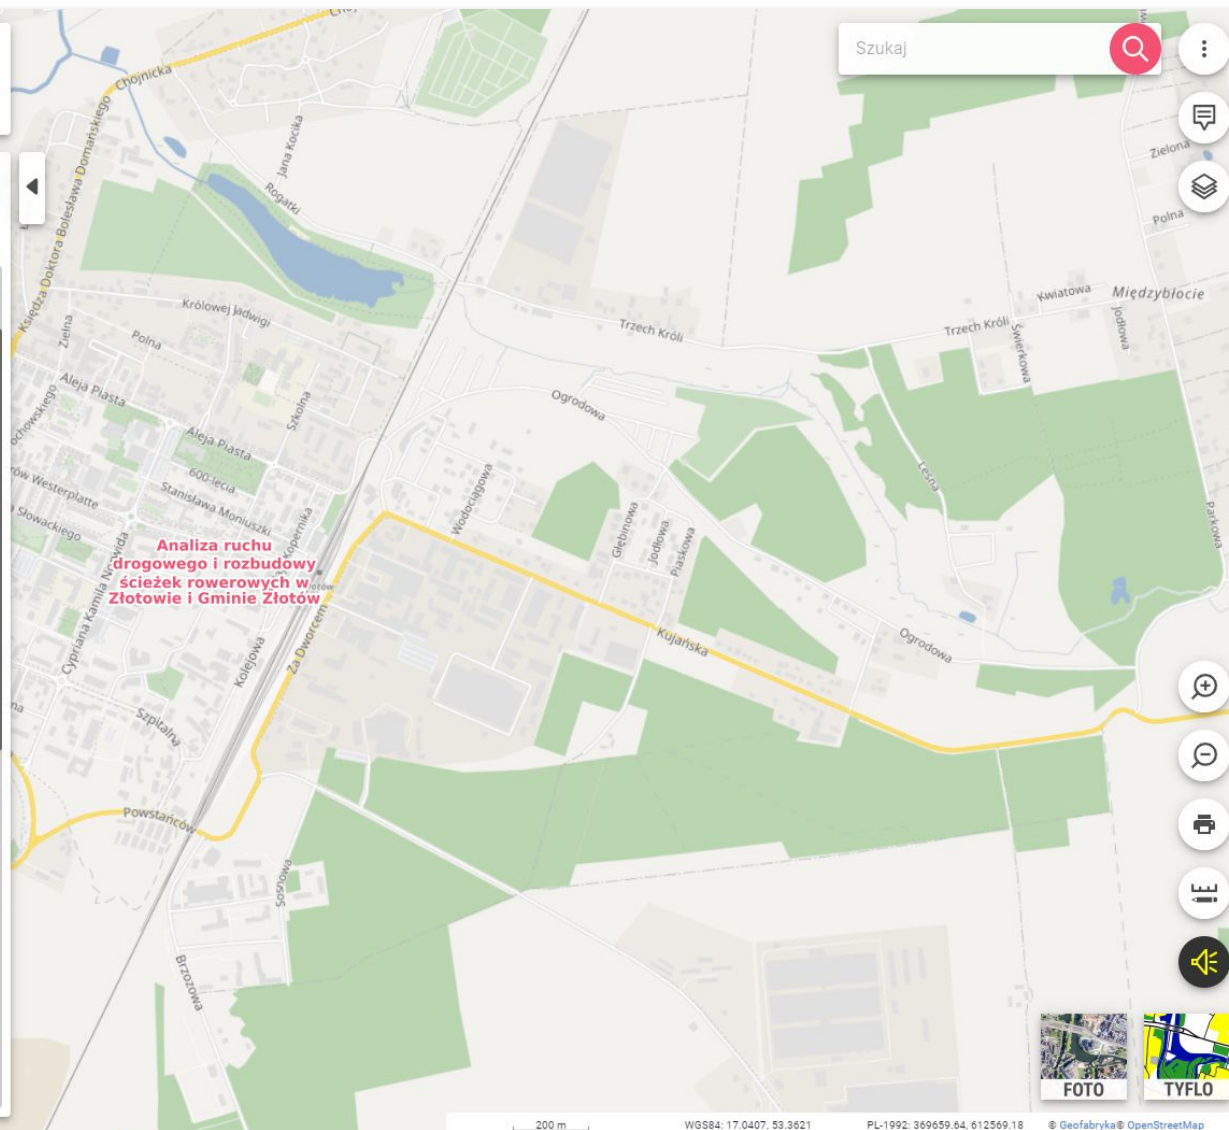 Szukaj
Chojnicka
Księdza Doktora Bolesława Domańskiego
Jana Kocika
Rogatki
Zielona
Polna
Kwiatowa
Międzybłocie
Królowej Jadwigi
Zielna
Polna
Trzech Króli
Trzech Króli
Świerkowa
Jodłowa
Aleja Piasta
Szkolna
Ogrodowa
Aleja Piasta
600-lecia
Stanisława Moniuszki
Wodociągowa
Leśna
Parkowa
Głębinowa
Jodłowa
Piaskowa
Analiza ruchu
drogowego i rozbudowy
ścieżek rowerowych w
Złotowie i Gminie Złotów
Cypriana Kamila Norwida
Kolejowa
Za Dworcem
Kujańska
Ogrodowa
Szpitalna
Powstańców
Sosnowa
Brzozowa
FOTO
TYFLO
200 m
WGS84: 17.0407, 53.3621
PL-1992: 369659.64, 612569.18
© Geofabryka© OpenStreetMap